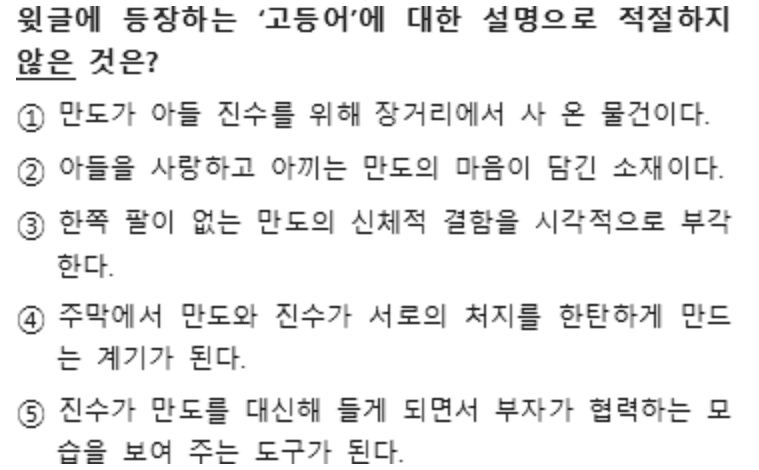 윗글에 등장하는 ‘고등어’에 대한 설명으로 적절하지
않은 것은?
① 만도가 아들 진수를 위해 장거리에서 사 온 물건이다.
② 아들을 사랑하고 아끼는 만도의 마음이 담긴 소재이다.
③ 한쪽 팔이 없는 만도의 신체적 결함을 시각적으로 부각
한다.
④ 주막에서 만도와 진수가 서로의 처지를 한탄하게 만드
는 계기가 된다.
⑤ 진수가 만도를 대신해 들게 되면서 부자가 협력하는 모
습을 보여 주는 도구가 된다.